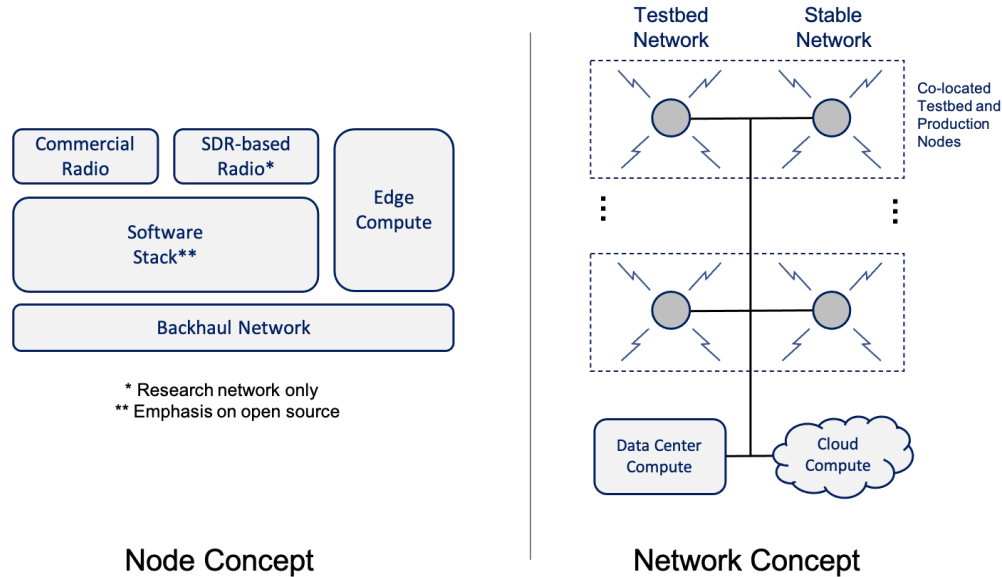 Commercial
Radio
SDR-based
Radio*
Edge
Compute
Software
Stack**
Backhaul Network
* Research network only
** Emphasis on open source
Node Concept
Testbed
Network
Stable
Network
Co-located
Testbed and
Production
Nodes
Data Center
Compute
Cloud
Compute
Network Concept